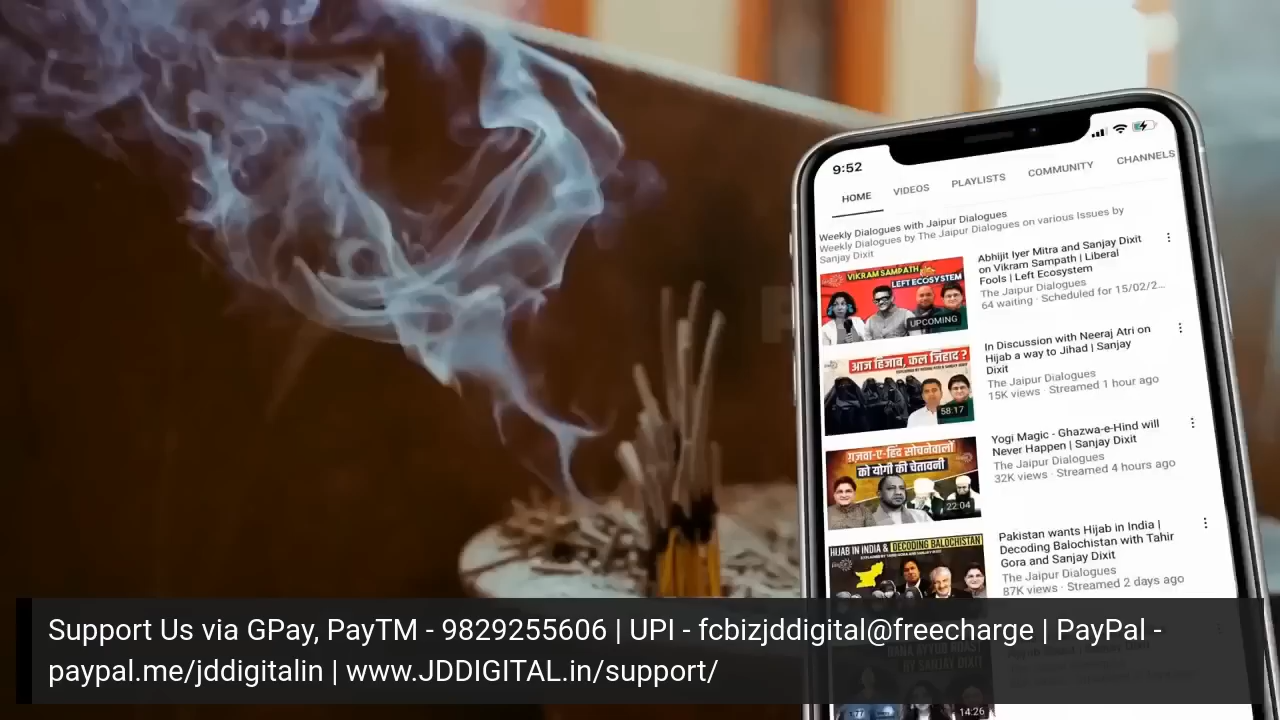 9:52
HOME VIDEOS PLAYLISTS COMMUNITY CHANNELS
Weekly Dialogues with Jaipur Dialogues
Weekly Dialogues by The Jaipur Dialogues on various Issues by
Sanjay Dixit
VIKRAM SAMPATH
LEFT ECOSYSTEM
UPCOMING
Abhijit Iyer Mitra and Sanjay Dixit
on Vikram Sampath | Liberal
Fools | Left Ecosystem
The Jaipur Dialogues
64 waiting · Scheduled for 15/02/2...
आज हिजाब, कल जिहाद ?
58:17
In Discussion with Neeraj Atri on
Hijab a way to Jihad | Sanjay
Dixit
The Jaipur Dialogues
15K views · Streamed 1 hour ago
ग़ज़वा-ए-हिंद सोचनेवालों
को योगी की चेतावनी
22:04
Yogi Magic - Ghazwa-e-Hind will
Never Happen | Sanjay Dixit
The Jaipur Dialogues
32K views · Streamed 4 hours ago
HIJAB IN INDIA & DECODING BALOCHISTAN
Pakistan wants Hijab in India |
Decoding Balochistan with Tahir
Gora and Sanjay Dixit
The Jaipur Dialogues
87K views · Streamed 2 days ago
RANA AYYUB ROAST
BY SANJAY DIXIT
14:26
Support Us via GPay, PayTM - 9829255606 | UPI - fcbizjddigital@freecharge | PayPal -
paypal.me/jddigitalin | www.JDDIGITAL.in/support/